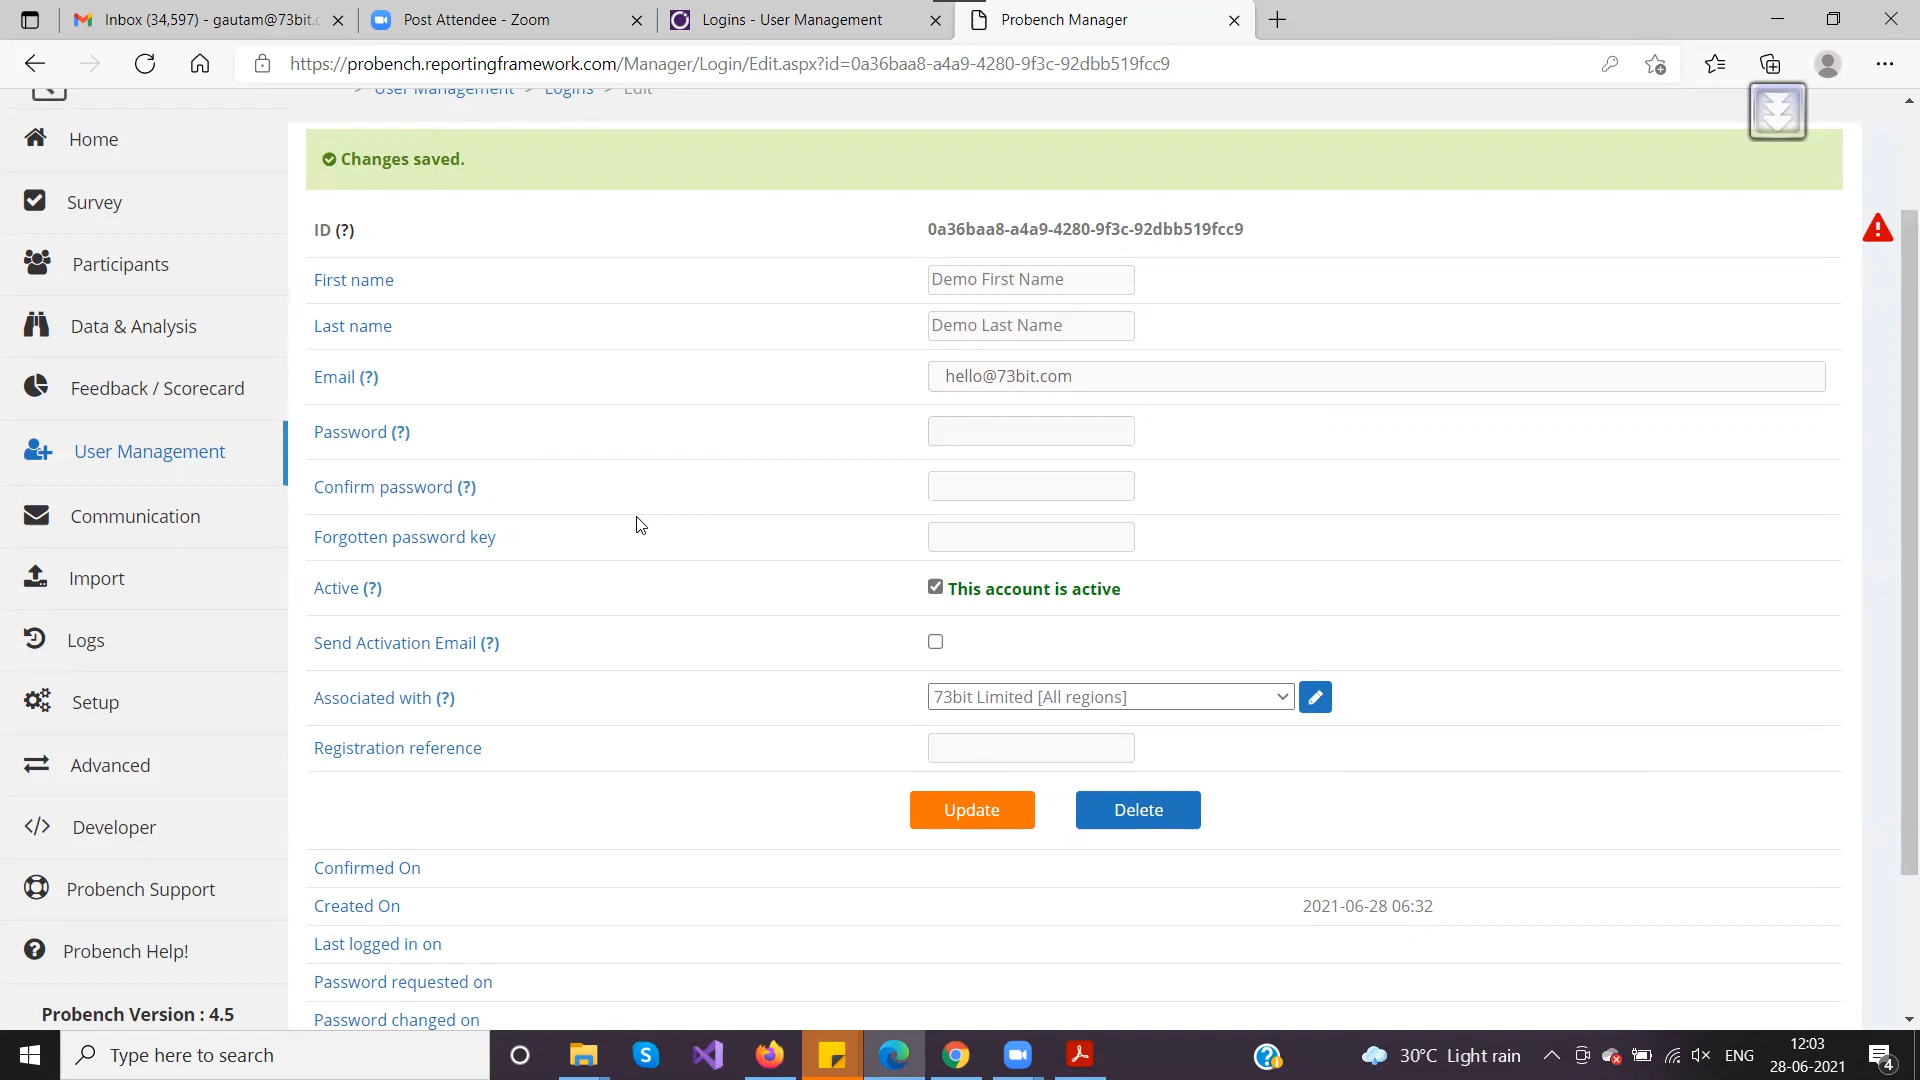 Inbox (34,597) - gautam@73bit.c
Post Attendee - Zoom
Logins - User Management
Probench Manager
https://probench.reportingframework.com/Manager/Login/Edit.aspx?id=0a36baa8-a4a9-4280-9f3c-92dbb519fcc9
> User Management > Logins > Edit
Home
Survey
Participants
Data & Analysis
Feedback / Scorecard
User Management
Communication
Import
Logs
Setup
Advanced
Developer
Probench Support
Probench Help!
Probench Version : 4.5
Changes saved.
ID (?) 0a36baa8-a4a9-4280-9f3c-92dbb519fcc9
First name Demo First Name
Last name Demo Last Name
Email (?) hello@73bit.com
Password (?)
Confirm password (?)
Forgotten password key
Active (?) This account is active
Send Activation Email (?)
Associated with (?) 73bit Limited [All regions]
Registration reference
Update Delete
Confirmed On
Created On 2021-06-28 06:32
Last logged in on
Password requested on
Password changed on
Type here to search
30°C Light rain
ENG
12:03
28-06-2021
4